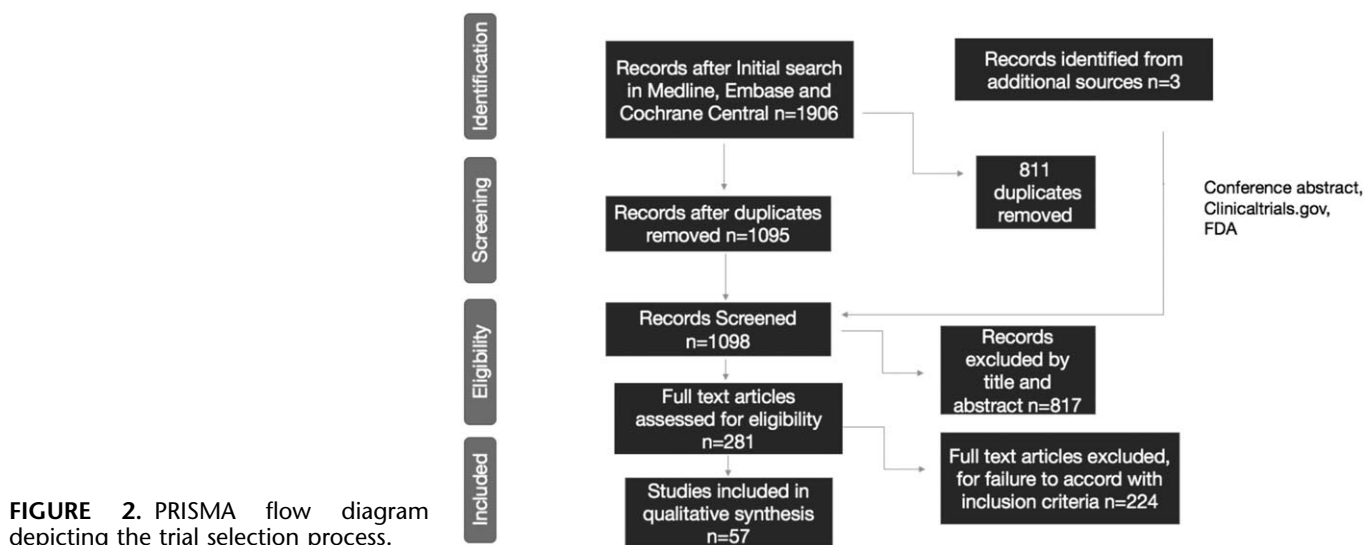 Identification
Records after Initial search
in Medline, Embase and
Cochrane Central n=1906
Records identified from
additional sources n=3
Screening
811
duplicates
removed
Conference abstract,
Clinicaltrials.gov,
FDA
Records after duplicates
removed n=1095
Eligibility
Records Screened
n=1098
Records
excluded by
title and
abstract n=817
Full text articles
assessed for eligibility
n=281
Included
Full text articles excluded,
for failure to accord with
inclusion criteria n=224
Studies included in
qualitative synthesis
n=57
FIGURE 2. PRISMA flow diagram
depicting the trial selection process.